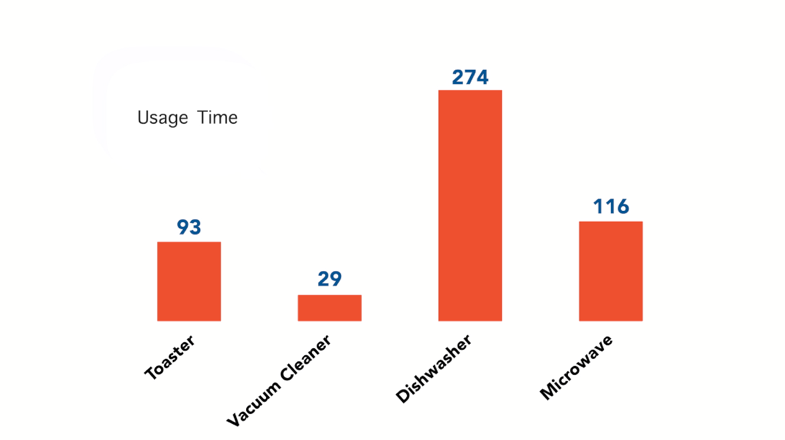 Usage Time
93
29
274
116
Toaster
Vacuum Cleaner
Dishwasher
Microwave